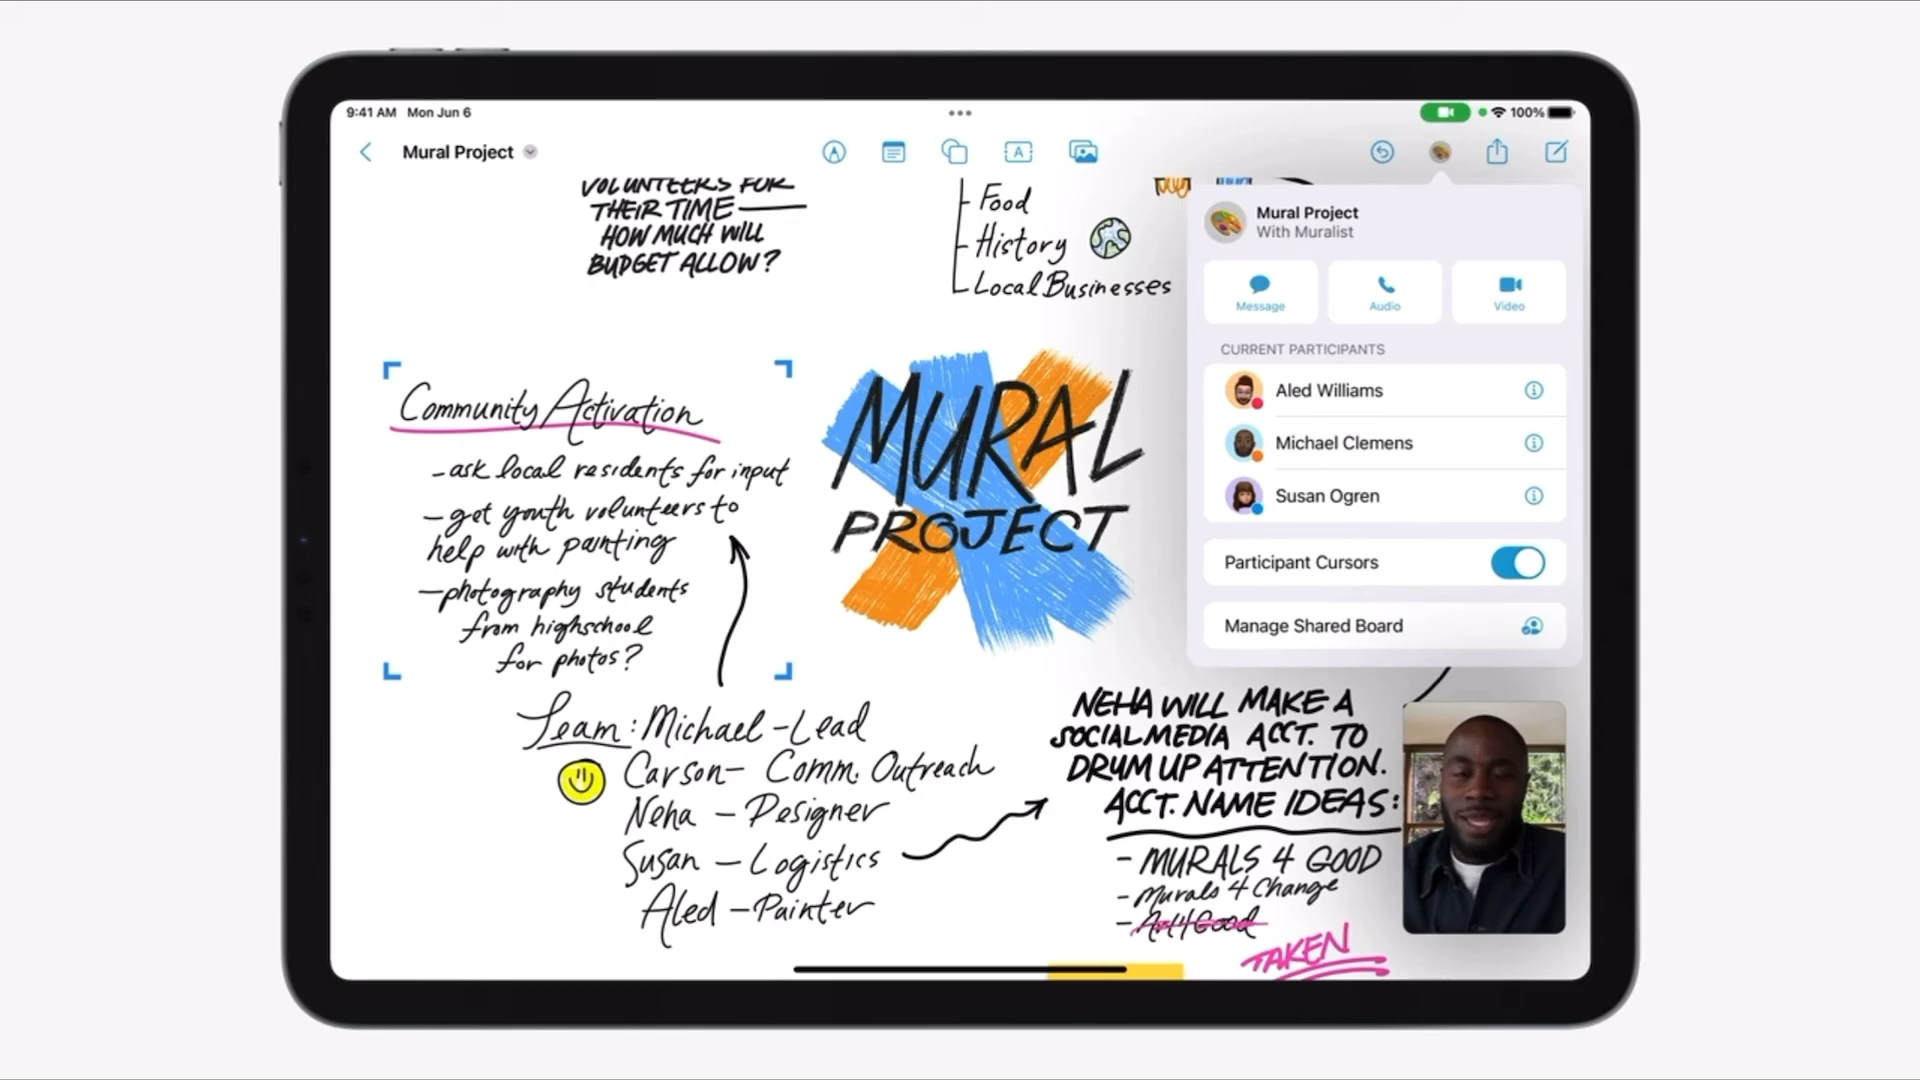 9:41 AM Mon Jun 6
100%
Mural Project
A
VOLUNTEERS FOR
THEIR TIME —
HOW MUCH WILL
BUDGET ALLOW?
- Food
- History
- Local Businesses
Community Activation
- ask local residents for input
- get youth volunteers to
help with painting
- photography students
from highschool
for photos?
MURAL
PROJECT
Mural Project
With Muralist
Message
Audio
Video
CURRENT PARTICIPANTS
Aled Williams
Michael Clemens
Susan Ogren
Participant Cursors
Manage Shared Board
Team: Michael - Lead
Carson - Comm. Outreach
Neha - Designer
Susan - Logistics
Aled - Painter
NEHA WILL MAKE A
SOCIAL MEDIA ACCT. TO
DRUM UP ATTENTION.
ACCT. NAME IDEAS:
- MURALS 4 GOOD
- Murals 4 Change
- Art4Good
TAKEN